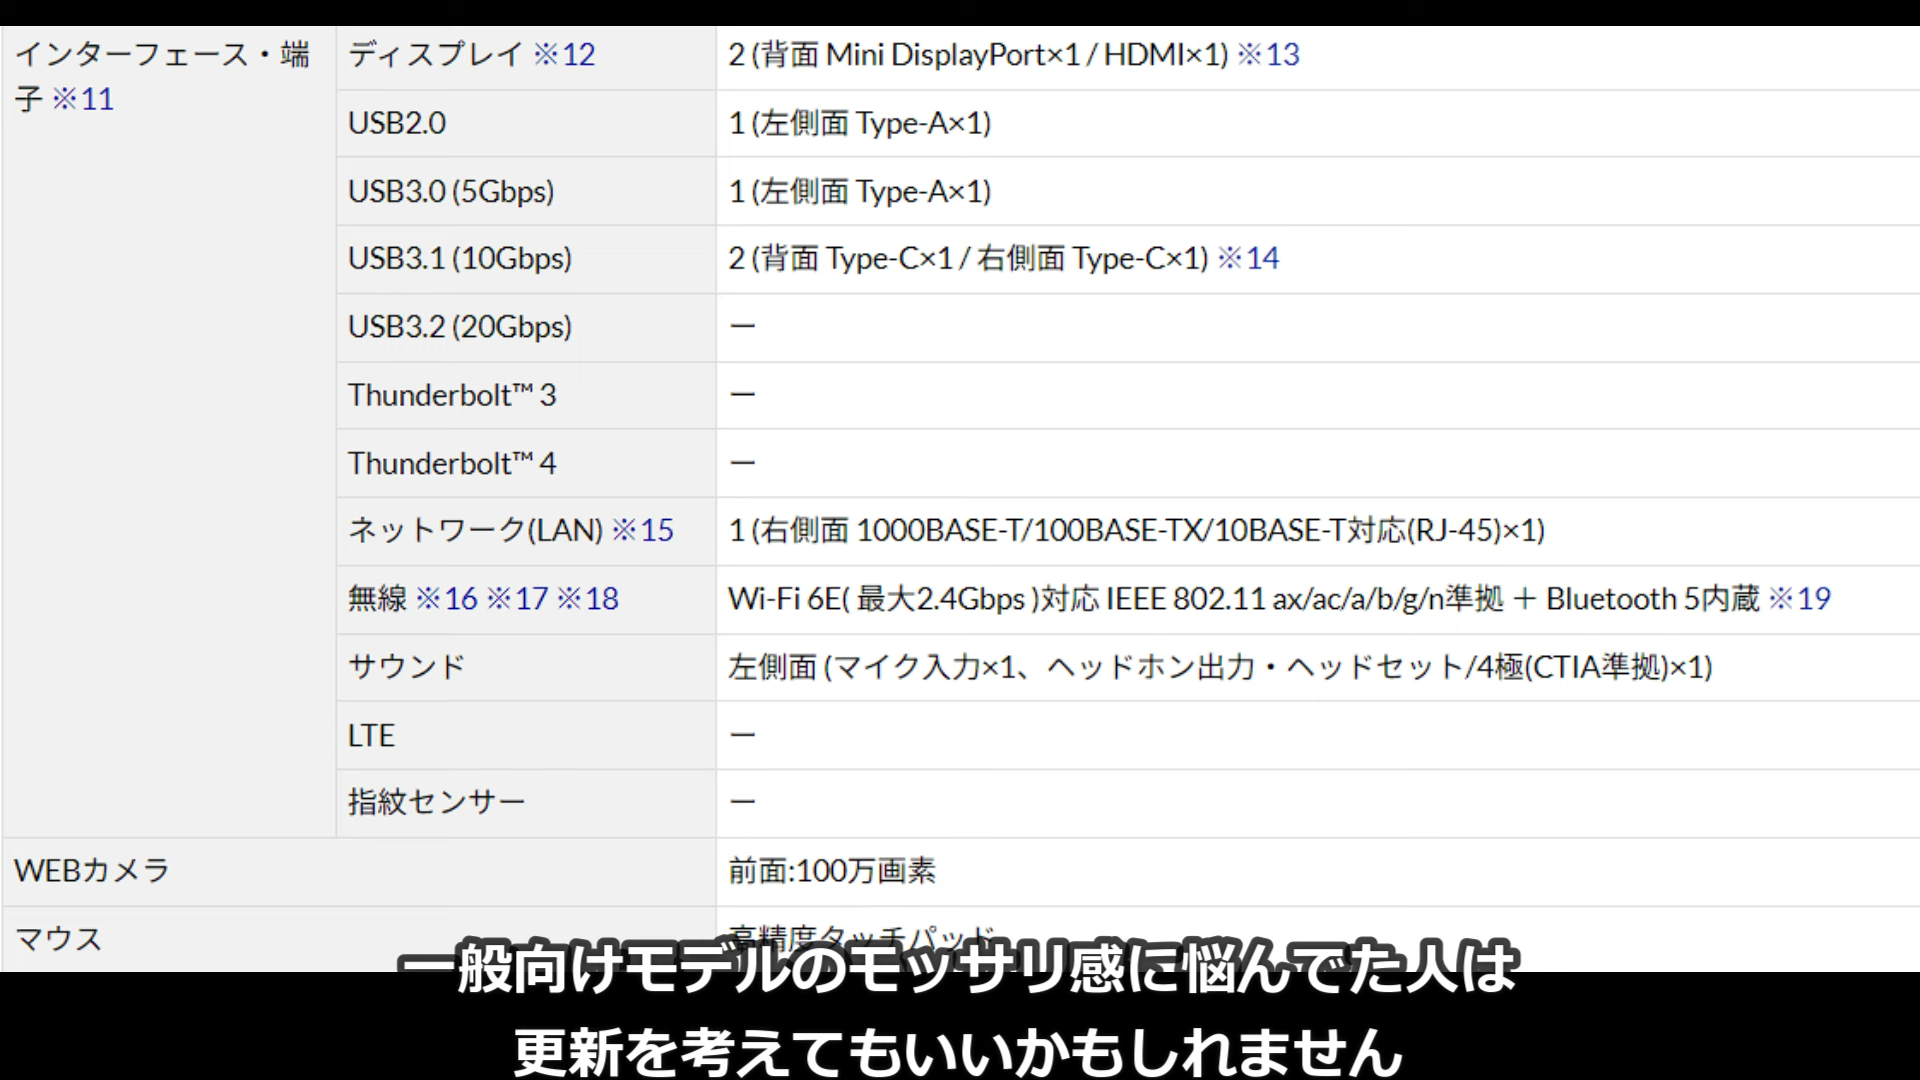 インターフェース・端
子 ※11
ディスプレイ ※12
2 (背面 Mini DisplayPort×1 / HDMI×1) ※13
USB2.0
1 (左側面 Type-A×1)
USB3.0 (5Gbps)
1 (左側面 Type-A×1)
USB3.1 (10Gbps)
2 (背面 Type-C×1 / 右側面 Type-C×1) ※14
USB3.2 (20Gbps)
ー
Thunderbolt™ 3
ー
Thunderbolt™ 4
ー
ネットワーク(LAN) ※15
1 (右側面 1000BASE-T/100BASE-TX/10BASE-T対応(RJ-45)×1)
無線 ※16 ※17 ※18
Wi-Fi 6E( 最大2.4Gbps )対応 IEEE 802.11 ax/ac/a/b/g/n準拠 ＋ Bluetooth 5内蔵 ※19
サウンド
左側面 (マイク入力×1、ヘッドホン出力・ヘッドセット/4極(CTIA準拠)×1)
LTE
ー
指紋センサー
ー
WEBカメラ
前面:100万画素
マウス
高精度タッチパッド
一般向けモデルのモッサリ感に悩んでた人は
更新を考えてもいいかもしれません